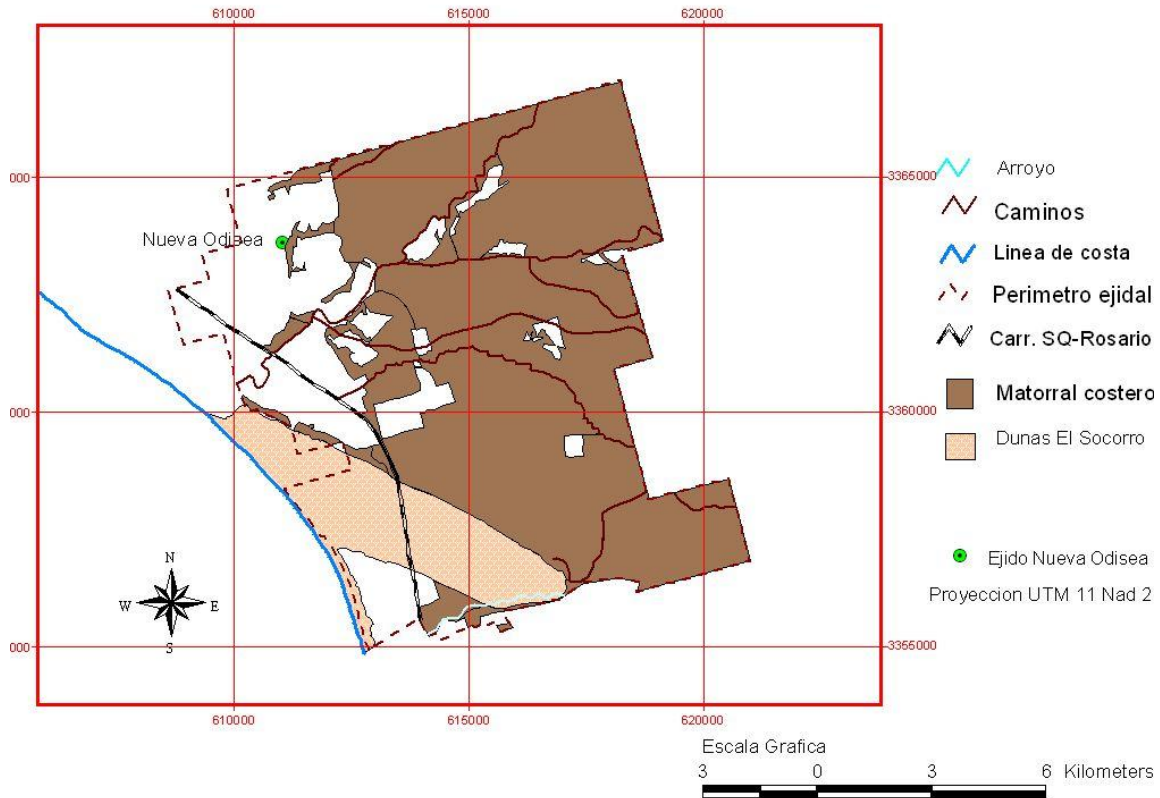 610000 615000 620000
000 3365000
Nueva Odisea
000 3360000
000 3355000
N
W E
S
610000 615000 620000
Arroyo
Caminos
Linea de costa
Perimetro ejidal
Carr. SQ-Rosario
Matorral costero
Dunas El Socorro
Ejido Nueva Odisea
Proyeccion UTM 11 Nad 2
Escala Grafica
3 0 3 6 Kilometers